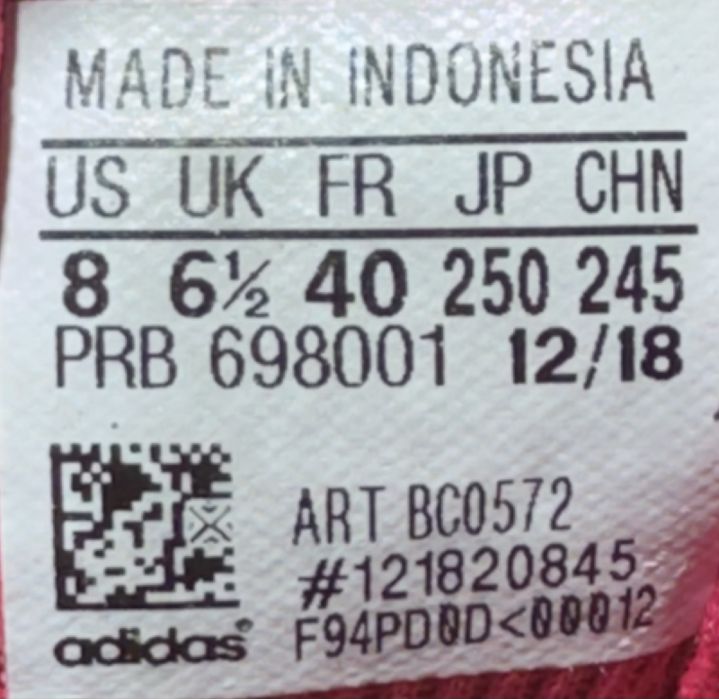 MADE IN INDONESIA
US UK FR JP CHN
8 6½ 40 250 245
PRB 698001 12/18
ART BC0572
#121820845
adidas® F94PD0D<00012